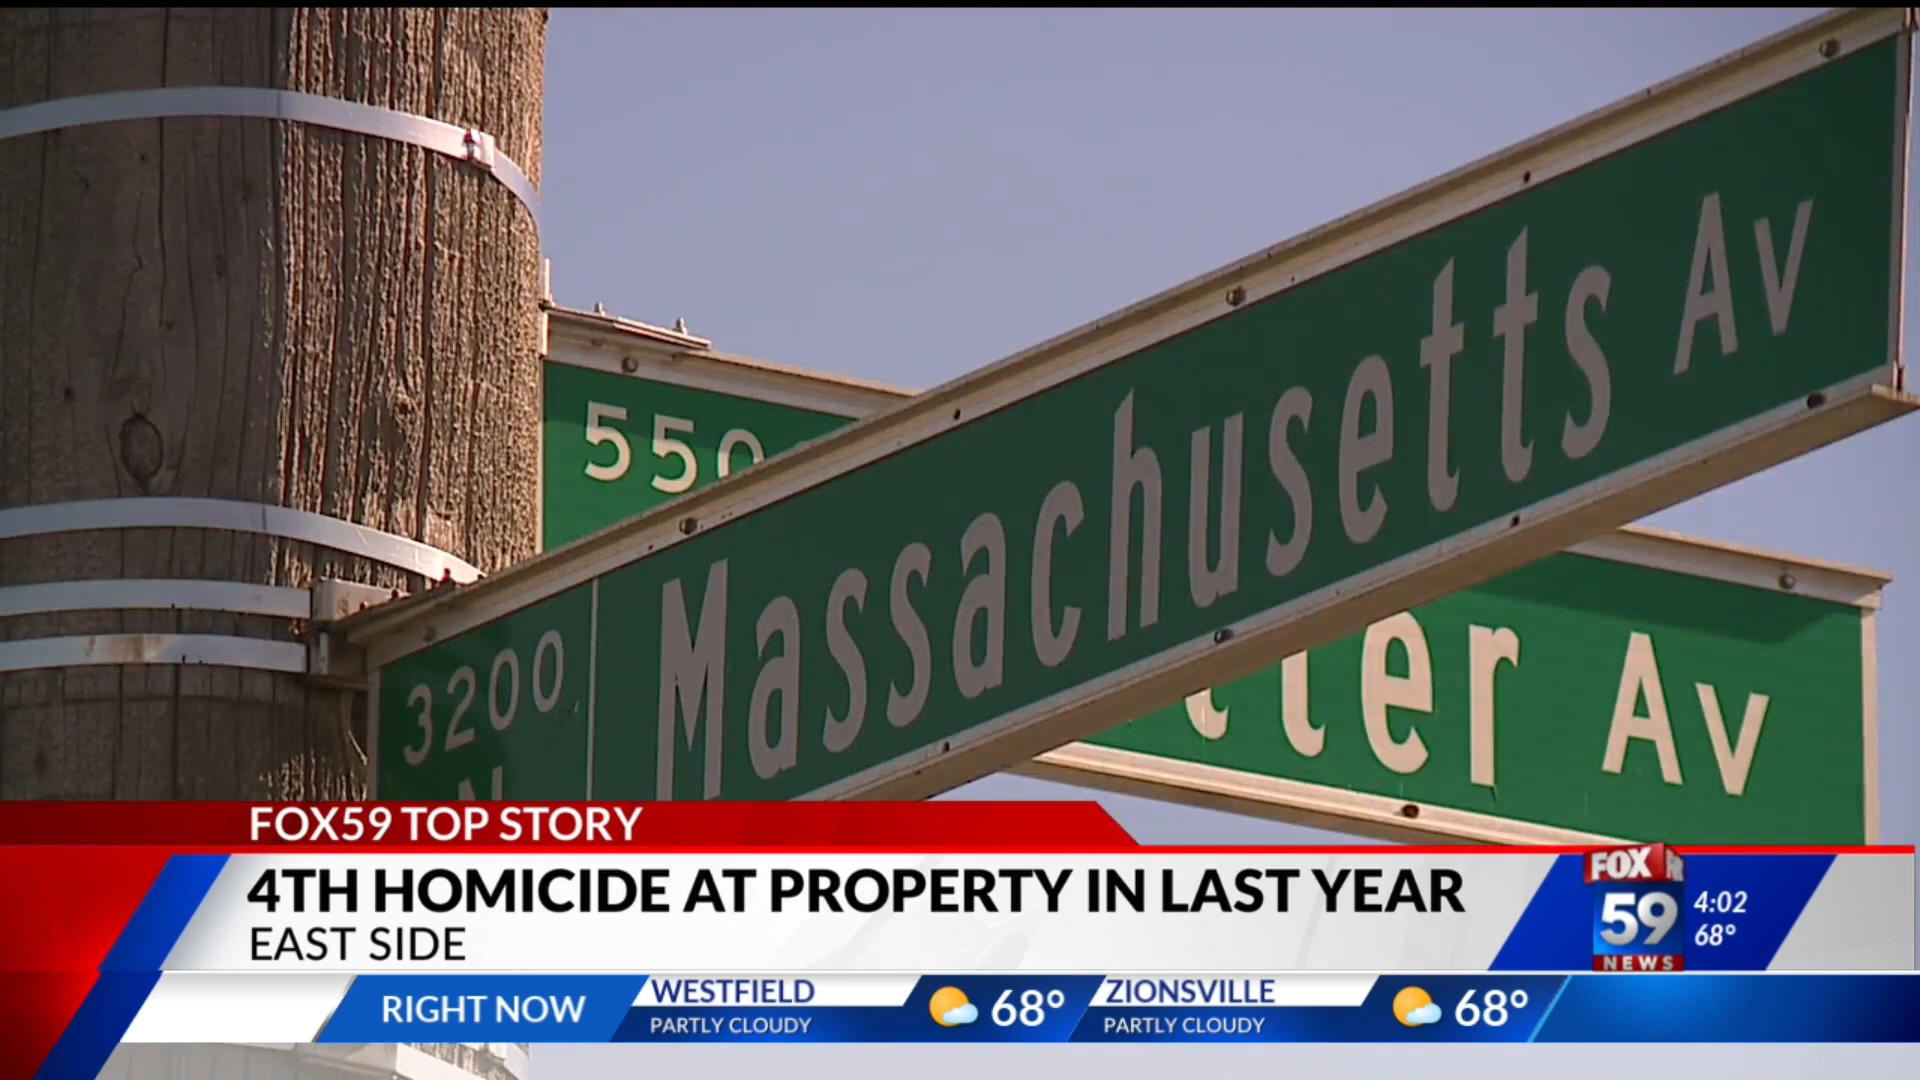 550
Massachusetts Av
3200
N
tter Av
FOX59 TOP STORY
4TH HOMICIDE AT PROPERTY IN LAST YEAR
EAST SIDE
FOX
59
NEWS
4:02
68°
RIGHT NOW
WESTFIELD
PARTLY CLOUDY
68°
ZIONSVILLE
PARTLY CLOUDY
68°